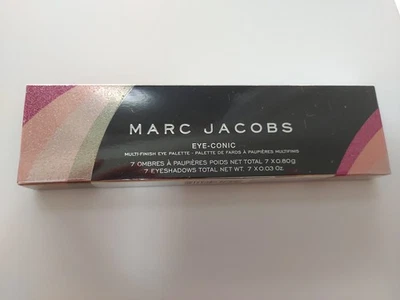 MARC JACOBS
EYE-CONIC
MULTI-FINISH EYE PALETTE - PALETTE DE FARDS À PAUPIÈRES MULTIFINIS
7 OMBRES À PAUPIÈRES POIDS NET TOTAL 7 X 0.80g
7 EYESHADOWS TOTAL NET WT. 7 X 0.03 Oz.